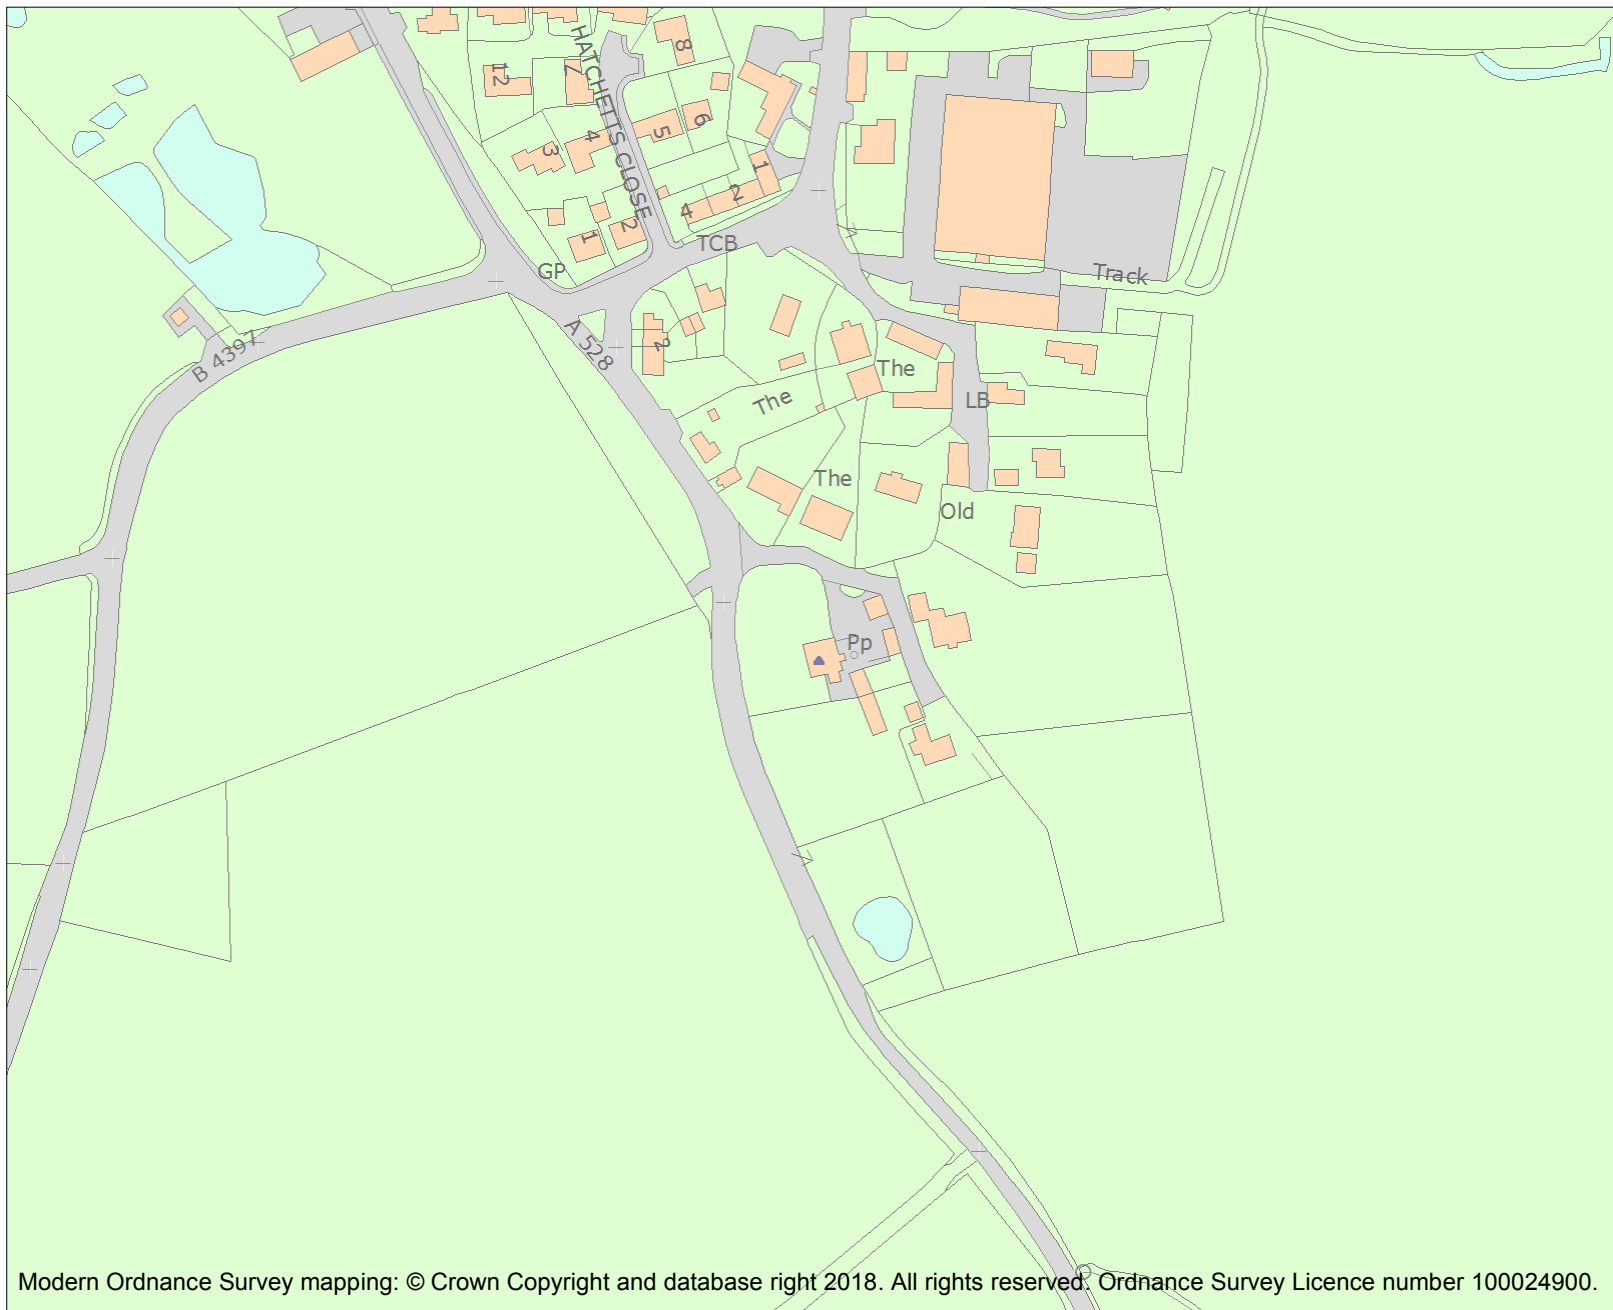 HATCHETTS CLOSE
8
12
7
6
5
4
3
1
2
4
2
1
TCB
GP
Track
A 528
2
B 4397
The
The
LB
The
Old
Pp
Modern Ordnance Survey mapping: © Crown Copyright and database right 2018. All rights reserved. Ordnance Survey Licence number 100024900.